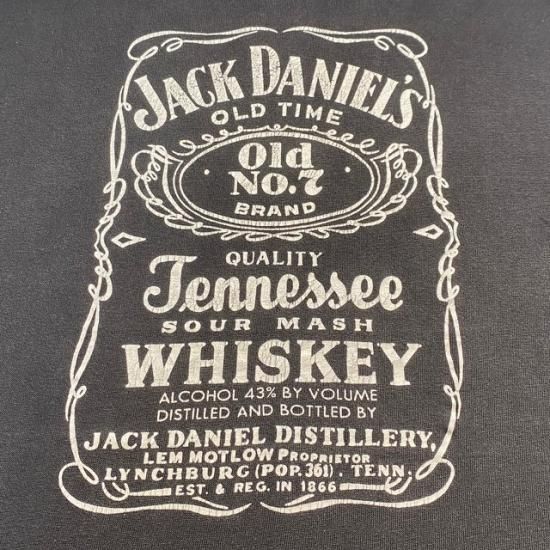 JACK DANIEL'S
OLD TIME
Old
No.7
BRAND
QUALITY
Tennessee
SOUR MASH
WHISKEY
ALCOHOL 43% BY VOLUME
DISTILLED AND BOTTLED BY
JACK DANIEL DISTILLERY,
LEM MOTLOW PROPRIETOR
LYNCHBURG (POP. 361). TENN.
EST. & REG. IN 1866